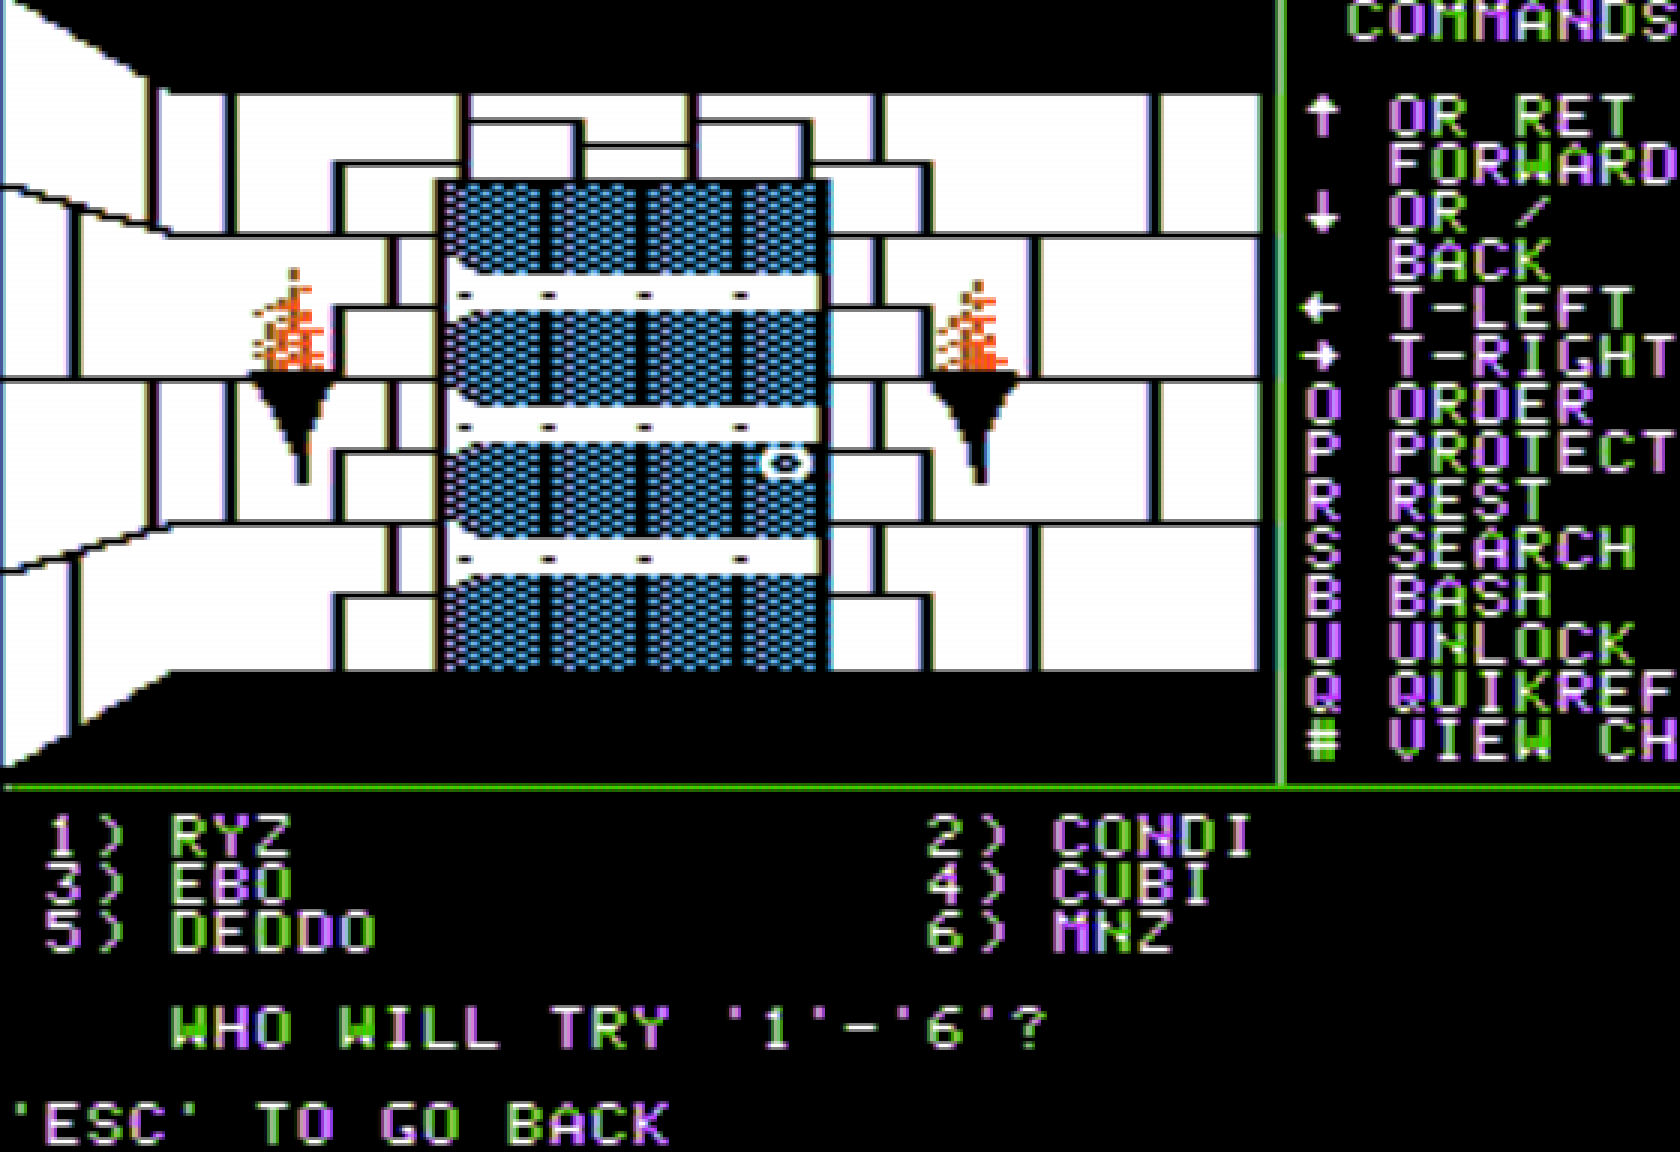 COMMANDS
↑ OR RET
FORWARD
↓ OR /
BACK
← T-LEFT
→ T-RIGHT
O ORDER
P PROTECT
R REST
S SEARCH
B BASH
U UNLOCK
Q QUIKREF
# VIEW CH
1) RYZ 2) CONDI
3) EBO 4) CUBI
5) DEDDO 6) MNZ
WHO WILL TRY '1'-'6'?
'ESC' TO GO BACK